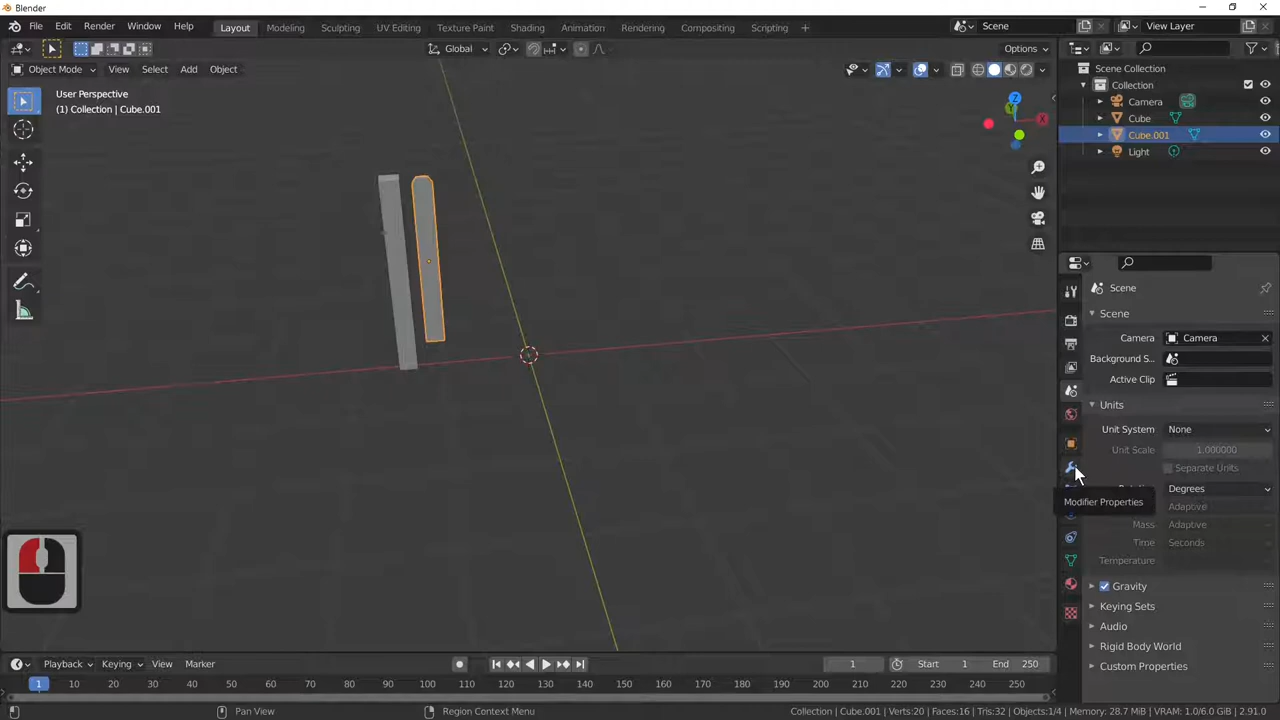 Blender
File Edit Render Window Help
Layout Modeling Sculpting UV Editing Texture Paint Shading Animation Rendering Compositing Scripting +
Scene
View Layer
Global
Options
Object Mode View Select Add Object
User Perspective
(1) Collection | Cube.001
Z
Y
X
Scene Collection
Collection
Camera
Cube
Cube.001
Light
Scene
Scene
Camera Camera
Background S...
Active Clip
Units
Unit System None
Unit Scale 1.000000
Separate Units
Degrees
Modifier Properties
Adaptive
Mass Adaptive
Time Seconds
Temperature
Gravity
Keying Sets
Audio
Rigid Body World
Custom Properties
Playback Keying View Marker
1 Start 1 End 250
1 10 20 30 40 50 60 70 80 90 100 110 120 130 140 150 160 170 180 190 200 210 220 230 240 250
Pan View Region Context Menu Collection | Cube.001 | Verts:20 | Faces:16 | Tris:32 | Objects:1/4 | Memory: 28.7 MiB | VRAM: 1.0/6.0 GiB | 2.91.0